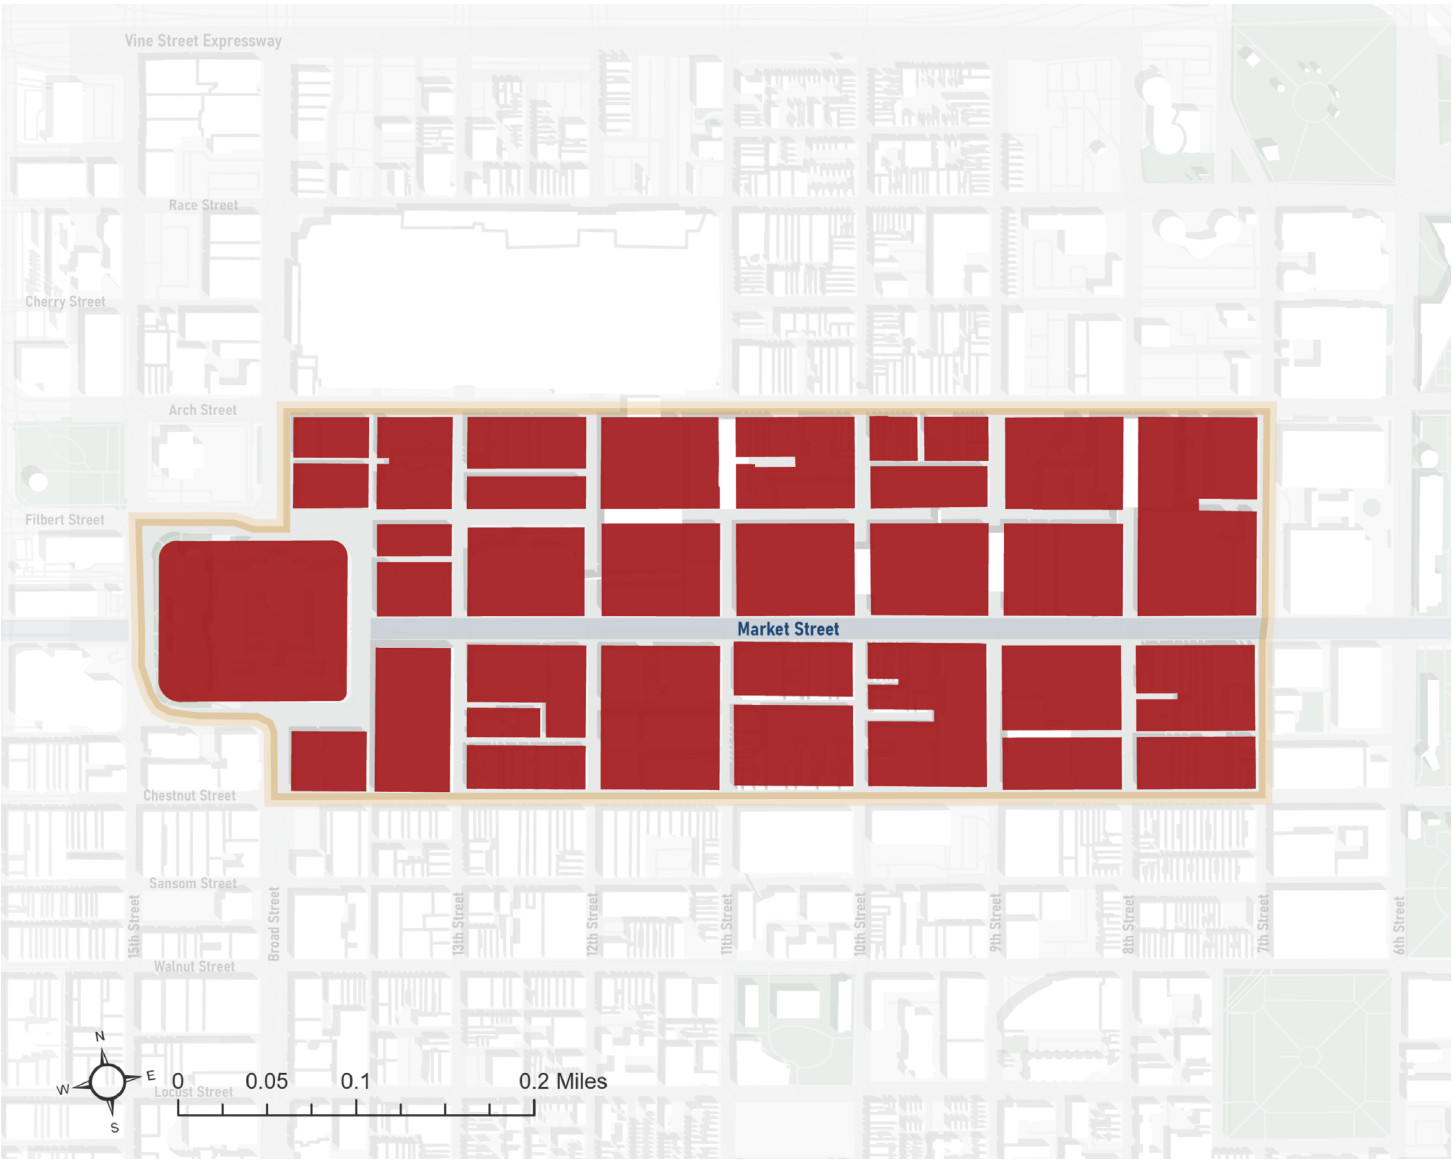 Vine Street Expressway
Race Street
Cherry Street
Arch Street
Filbert Street
Market Street
Chestnut Street
Sansom Street
15th Street
Broad Street
13th Street
12th Street
11th Street
10th Street
9th Street
8th Street
7th Street
6th Street
Walnut Street
N
W
E
S
0 0.05 0.1 0.2 Miles
Locust Street